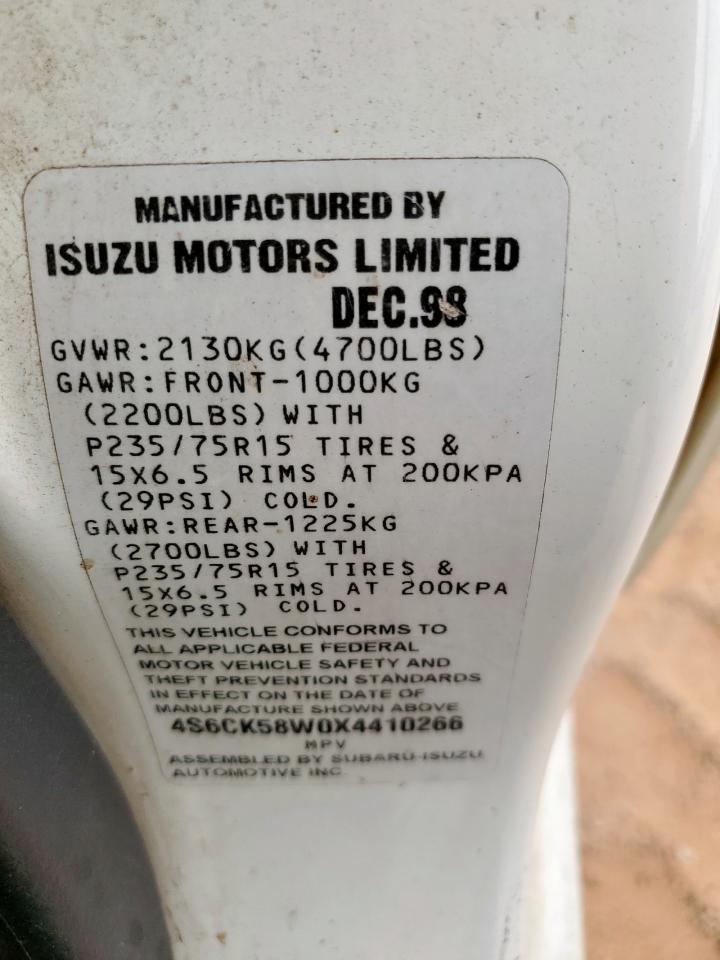 MANUFACTURED BY
ISUZU MOTORS LIMITED
DEC.98
GVWR:2130KG(4700LBS)
GAWR:FRONT-1000KG
(2200LBS) WITH
P235/75R15 TIRES &
15X6.5 RIMS AT 200KPA
(29PSI) COLD.
GAWR:REAR-1225KG
(2700LBS) WITH
P235/75R15 TIRES &
15X6.5 RIMS AT 200KPA
(29PSI) COLD.
THIS VEHICLE CONFORMS TO
ALL APPLICABLE FEDERAL
MOTOR VEHICLE SAFETY AND
THEFT PREVENTION STANDARDS
IN EFFECT ON THE DATE OF
MANUFACTURE SHOWN ABOVE
4S6CK58W0X4410266
MPV
ASSEMBLED BY SUBARU-ISUZU
AUTOMOTIVE INC